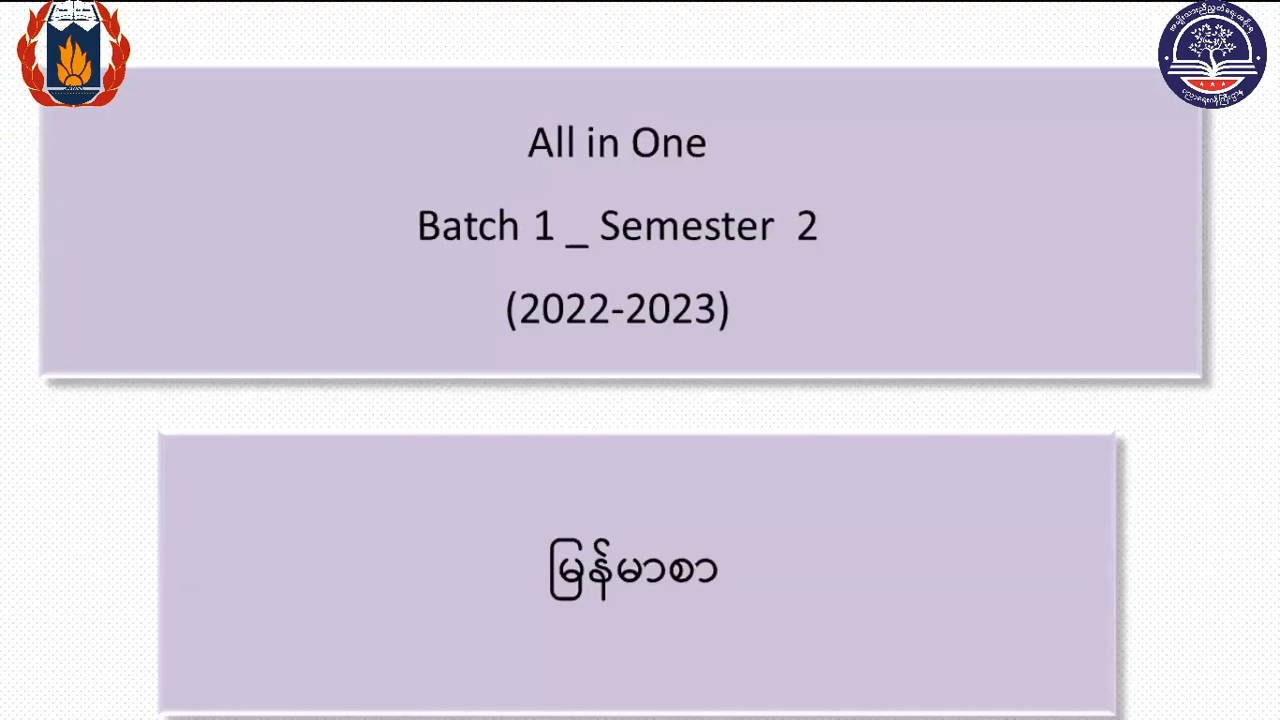 All in One
Batch 1 _ Semester 2
(2022-2023)
မြန်မာစာ